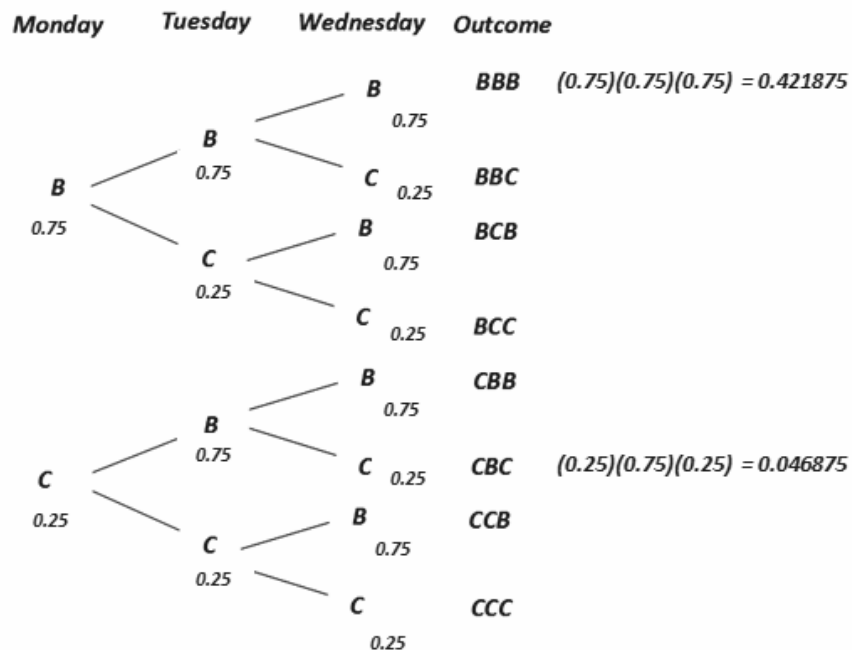 Monday Tuesday Wednesday Outcome
B BBB (0.75)(0.75)(0.75) = 0.421875
0.75
B
0.75
C 0.25 BBC
B
0.75
B BCB
0.75
C
0.25
C 0.25 BCC
B CBB
0.75
B
0.75
C 0.25 CBC (0.25)(0.75)(0.25) = 0.046875
C
0.25
B CCB
0.75
C
0.25
C CCC
0.25